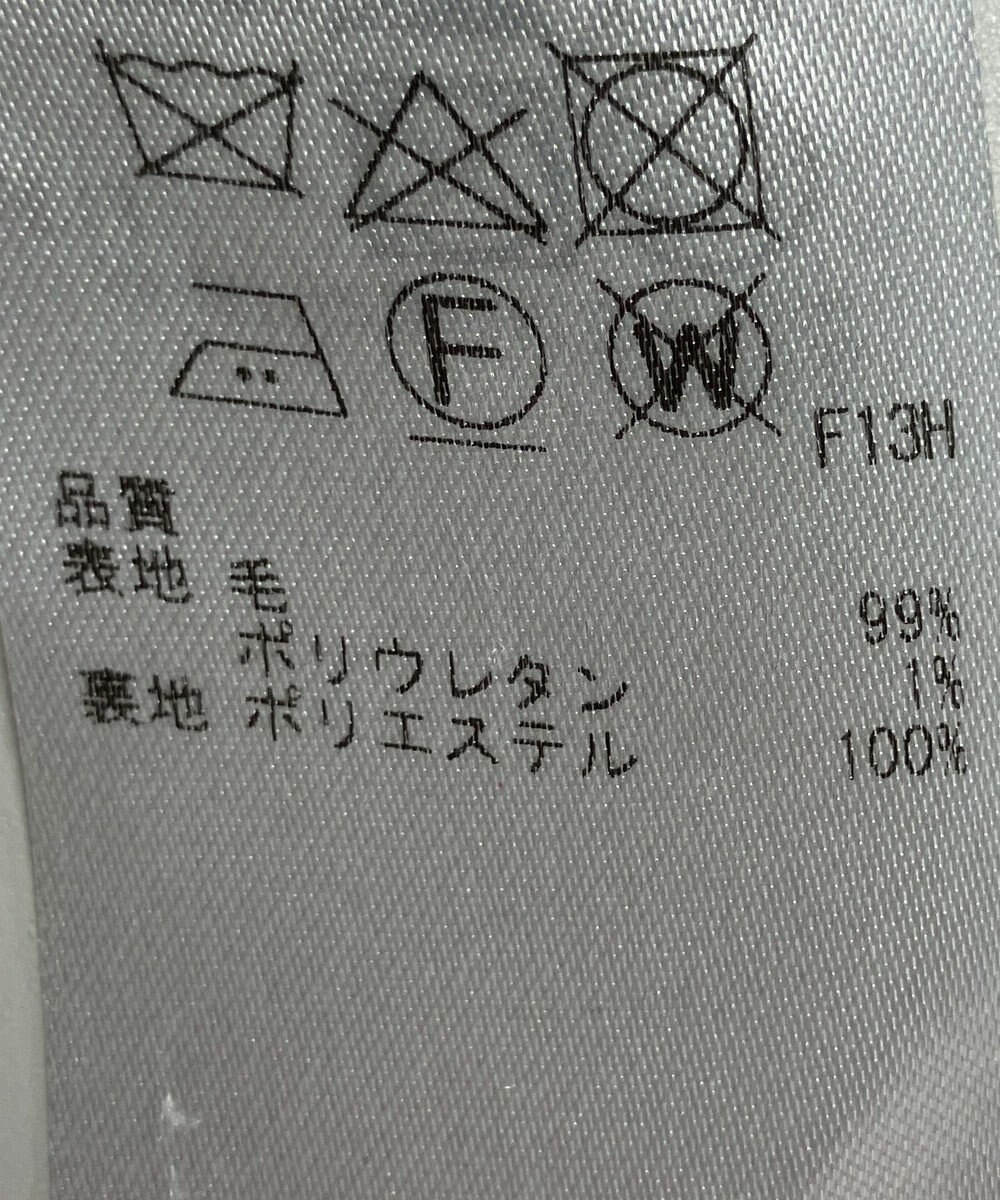 F
W
F13H
品質
表地 毛 99%
ポリウレタン 1%
裏地 ポリエステル 100%